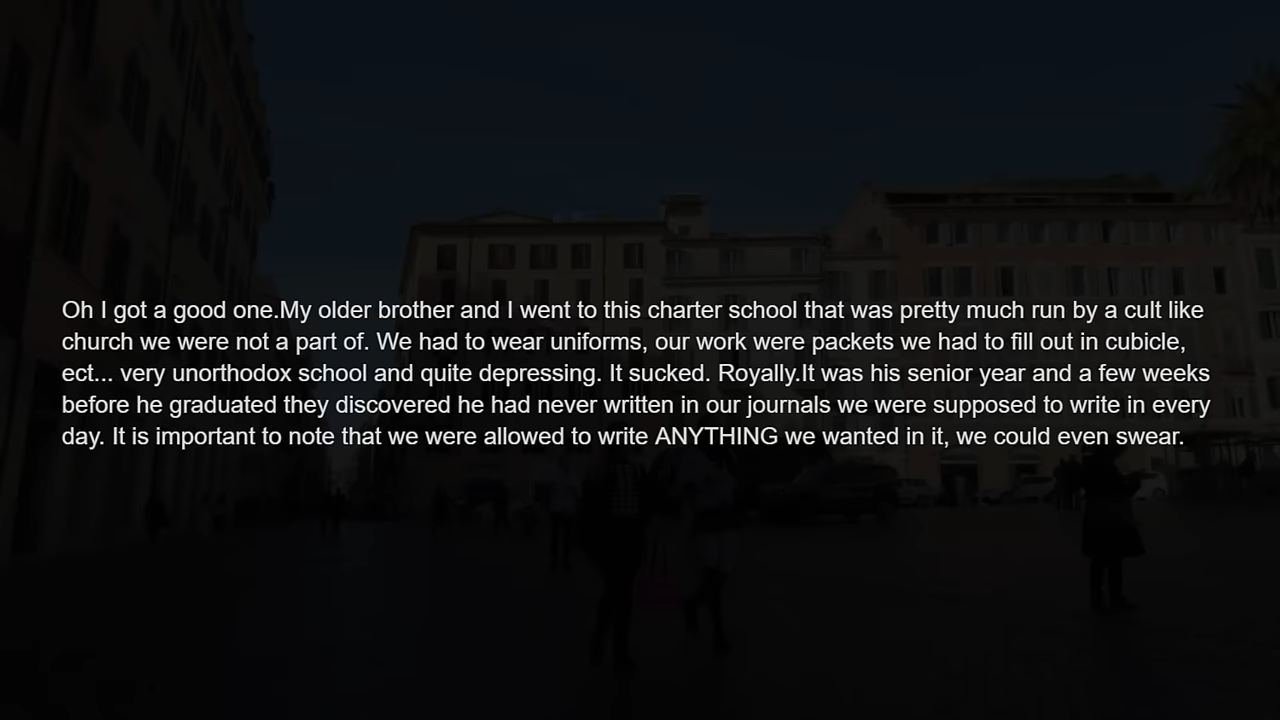 Oh I got a good one.My older brother and I went to this charter school that was pretty much run by a cult like
church we were not a part of. We had to wear uniforms, our work were packets we had to fill out in cubicle,
ect... very unorthodox school and quite depressing. It sucked. Royally.It was his senior year and a few weeks
before he graduated they discovered he had never written in our journals we were supposed to write in every
day. It is important to note that we were allowed to write ANYTHING we wanted in it, we could even swear.